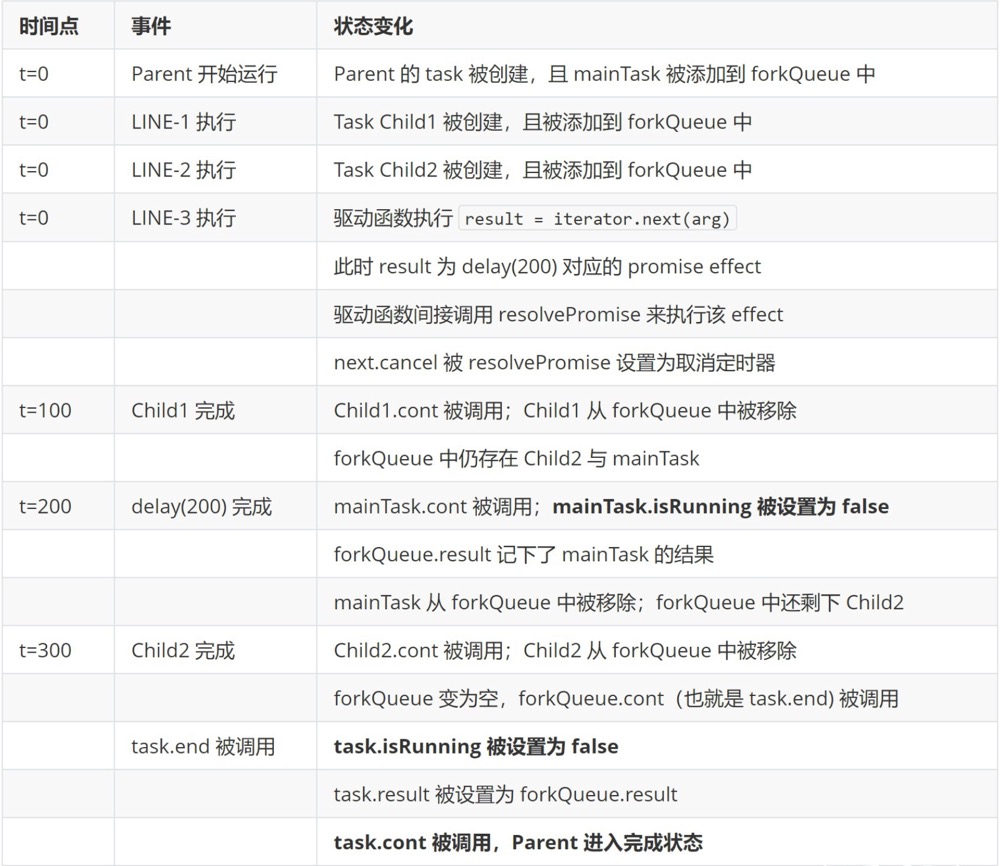 时间点 事件 状态变化
t=0 Parent 开始运行 Parent 的 task 被创建，且 mainTask 被添加到 forkQueue 中
t=0 LINE-1 执行 Task Child1 被创建，且被添加到 forkQueue 中
t=0 LINE-2 执行 Task Child2 被创建，且被添加到 forkQueue 中
t=0 LINE-3 执行 驱动函数执行 result = iterator.next(arg)
此时 result 为 delay(200) 对应的 promise effect
驱动函数间接调用 resolvePromise 来执行该 effect
next.cancel 被 resolvePromise 设置为取消定时器
t=100 Child1 完成 Child1.cont 被调用；Child1 从 forkQueue 中被移除
forkQueue 中仍存在 Child2 与 mainTask
t=200 delay(200) 完成 mainTask.cont 被调用；mainTask.isRunning 被设置为 false
forkQueue.result 记下了 mainTask 的结果
mainTask 从 forkQueue 中被移除；forkQueue 中还剩下 Child2
t=300 Child2 完成 Child2.cont 被调用；Child2 从 forkQueue 中被移除
forkQueue 变为空，forkQueue.cont（也就是 task.end) 被调用
task.end 被调用 task.isRunning 被设置为 false
task.result 被设置为 forkQueue.result
task.cont 被调用，Parent 进入完成状态